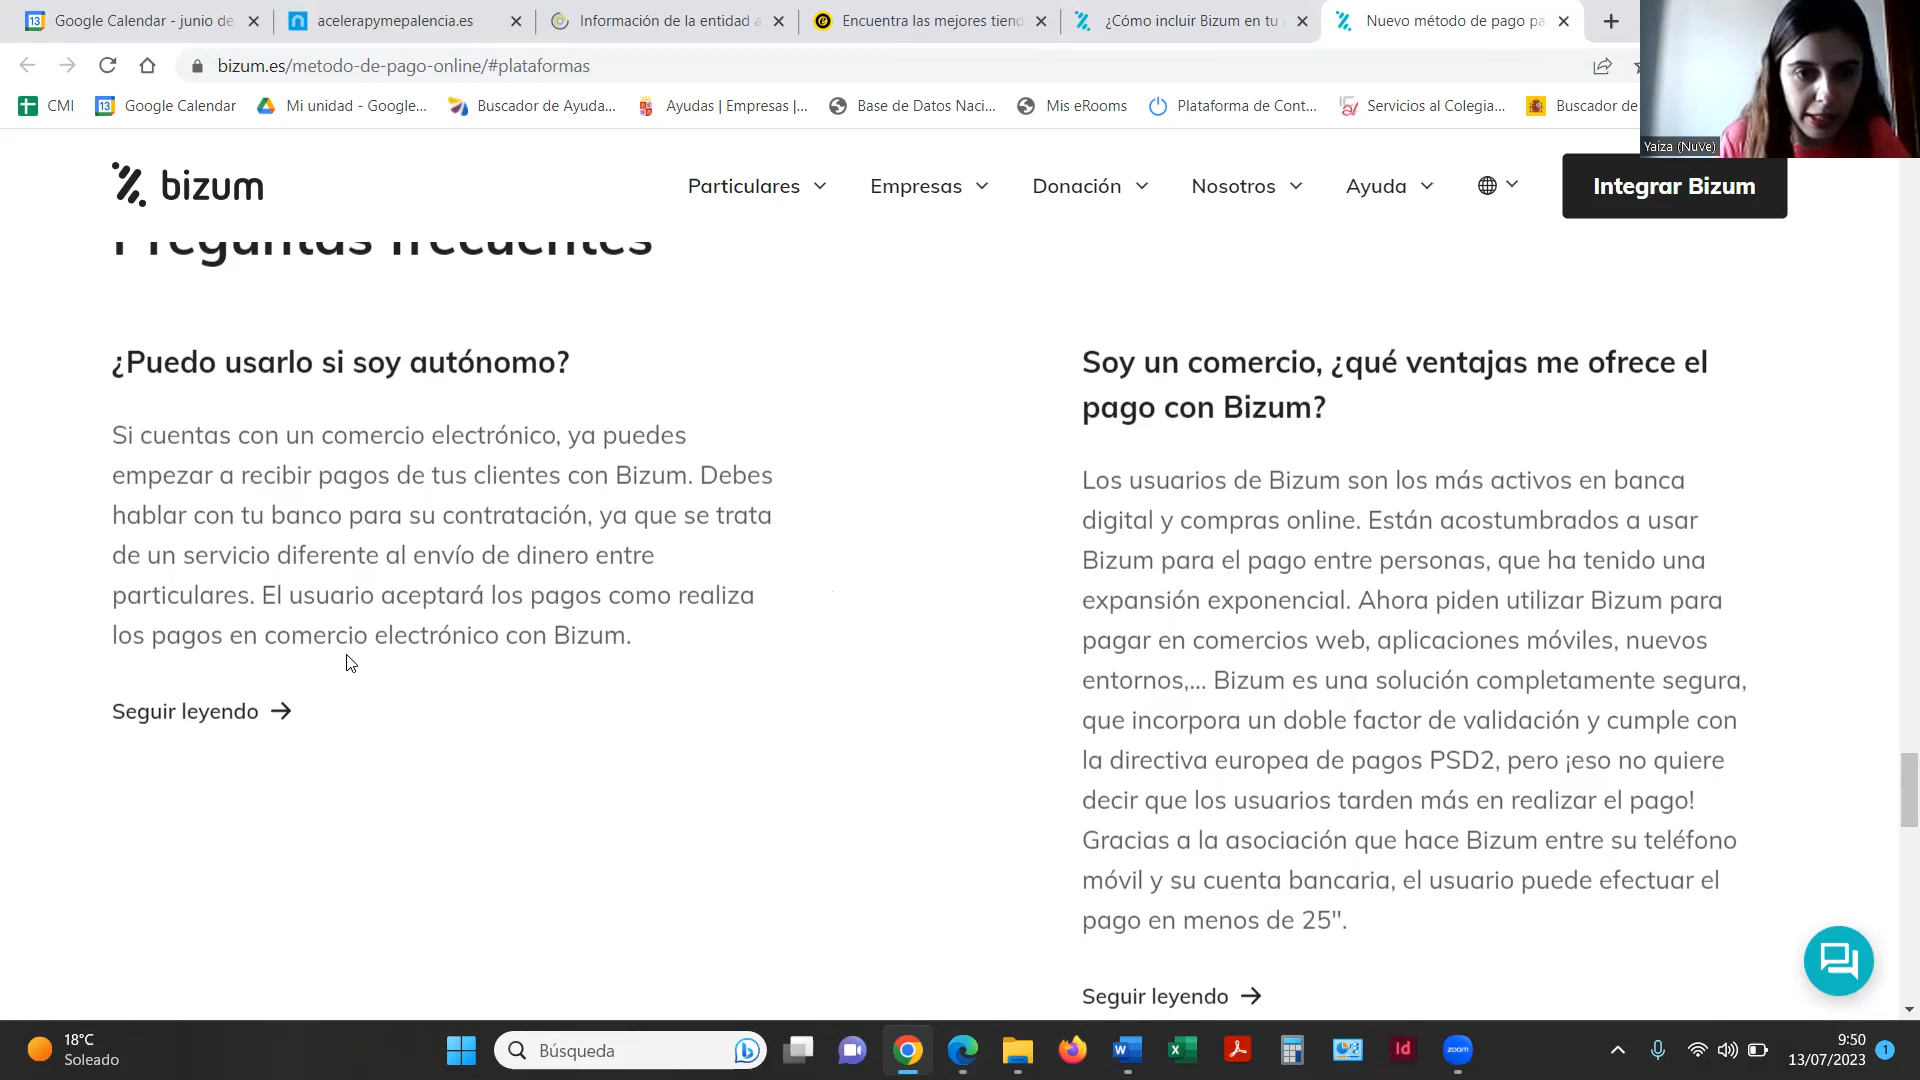 Google Calendar - junio de
acelerapymepalencia.es
Información de la entidad a
Encuentra las mejores tiend
¿Cómo incluir Bizum en tu
Nuevo método de pago pa
bizum.es/metodo-de-pago-online/#plataformas
CMI
Google Calendar
Mi unidad - Google...
Buscador de Ayuda...
Ayudas | Empresas |...
Base de Datos Naci...
Mis eRooms
Plataforma de Cont...
Servicios al Colegia...
Buscador de
Yaiza (NuVe)
bizum
Particulares
Empresas
Donación
Nosotros
Ayuda
Integrar Bizum
Preguntas frecuentes
¿Puedo usarlo si soy autónomo?
Si cuentas con un comercio electrónico, ya puedes
empezar a recibir pagos de tus clientes con Bizum. Debes
hablar con tu banco para su contratación, ya que se trata
de un servicio diferente al envío de dinero entre
particulares. El usuario aceptará los pagos como realiza
los pagos en comercio electrónico con Bizum.
Seguir leyendo
Soy un comercio, ¿qué ventajas me ofrece el
pago con Bizum?
Los usuarios de Bizum son los más activos en banca
digital y compras online. Están acostumbrados a usar
Bizum para el pago entre personas, que ha tenido una
expansión exponencial. Ahora piden utilizar Bizum para
pagar en comercios web, aplicaciones móviles, nuevos
entornos,... Bizum es una solución completamente segura,
que incorpora un doble factor de validación y cumple con
la directiva europea de pagos PSD2, pero ¡eso no quiere
decir que los usuarios tarden más en realizar el pago!
Gracias a la asociación que hace Bizum entre su teléfono
móvil y su cuenta bancaria, el usuario puede efectuar el
pago en menos de 25".
Seguir leyendo
18°C
Soleado
Búsqueda
zoom
9:50
13/07/2023
1